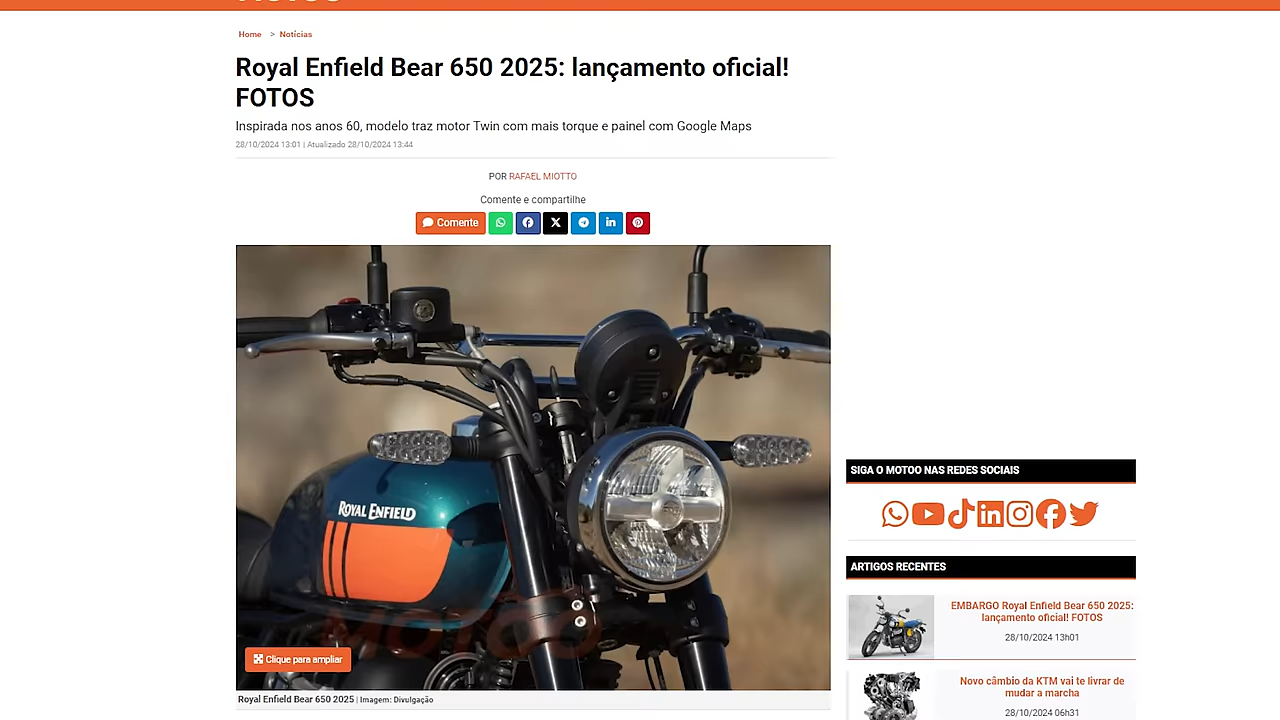 Home > Notícias
Royal Enfield Bear 650 2025: lançamento oficial!
FOTOS
Inspirada nos anos 60, modelo traz motor Twin com mais torque e painel com Google Maps
28/10/2024 13:01 | Atualizado 28/10/2024 13:44
POR RAFAEL MIOTTO
Comente e compartilhe
Comente
ROYAL ENFIELD
MOTOO
Clique para ampliar
Royal Enfield Bear 650 2025 | Imagem: Divulgação
SIGA O MOTOO NAS REDES SOCIAIS
ARTIGOS RECENTES
EMBARGO Royal Enfield Bear 650 2025:
lançamento oficial! FOTOS
28/10/2024 13h01
Novo câmbio da KTM vai te livrar de
mudar a marcha
28/10/2024 06h31